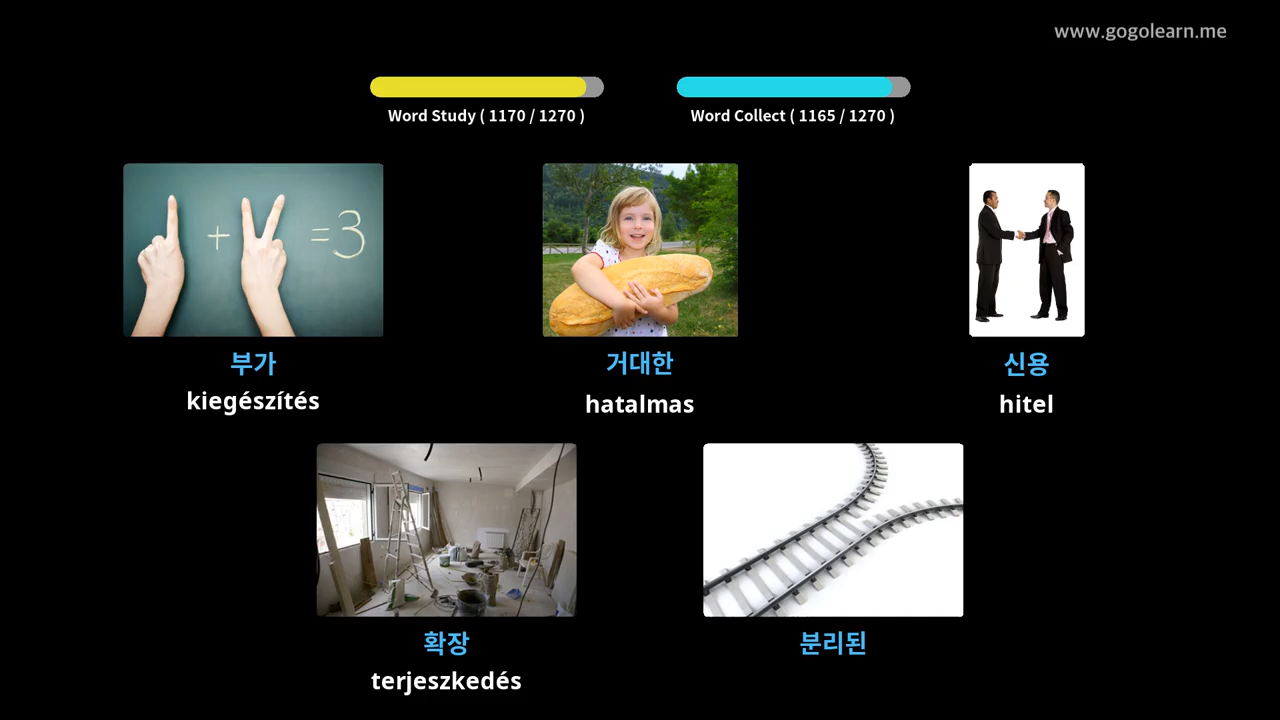 www.gogolearn.me
Word Study ( 1170 / 1270 )
Word Collect ( 1165 / 1270 )
+ = 3
부가
거대한
신용
kiegészítés
hatalmas
hitel
확장
분리된
terjeszkedés